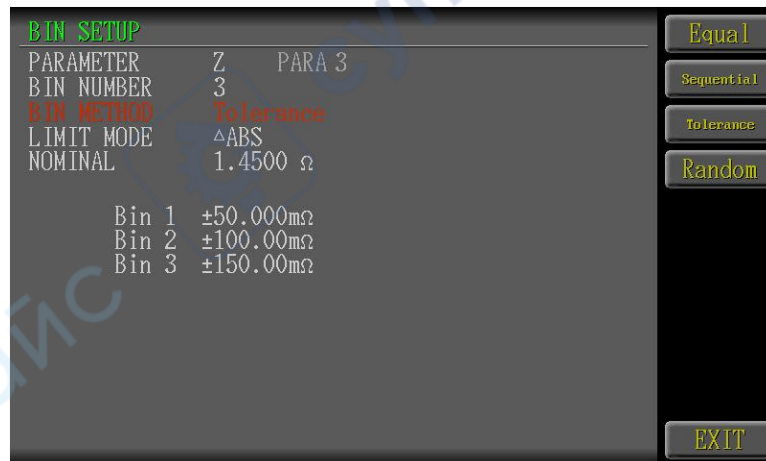 BIN SETUP
PARAMETER Z PARA 3
BIN NUMBER 3
BIN METHOD Tolerance
LIMIT MODE △ABS
NOMINAL 1.4500 Ω
Bin 1 ±50.000mΩ
Bin 2 ±100.00mΩ
Bin 3 ±150.00mΩ
Equal
Sequential
Tolerance
Random
EXIT